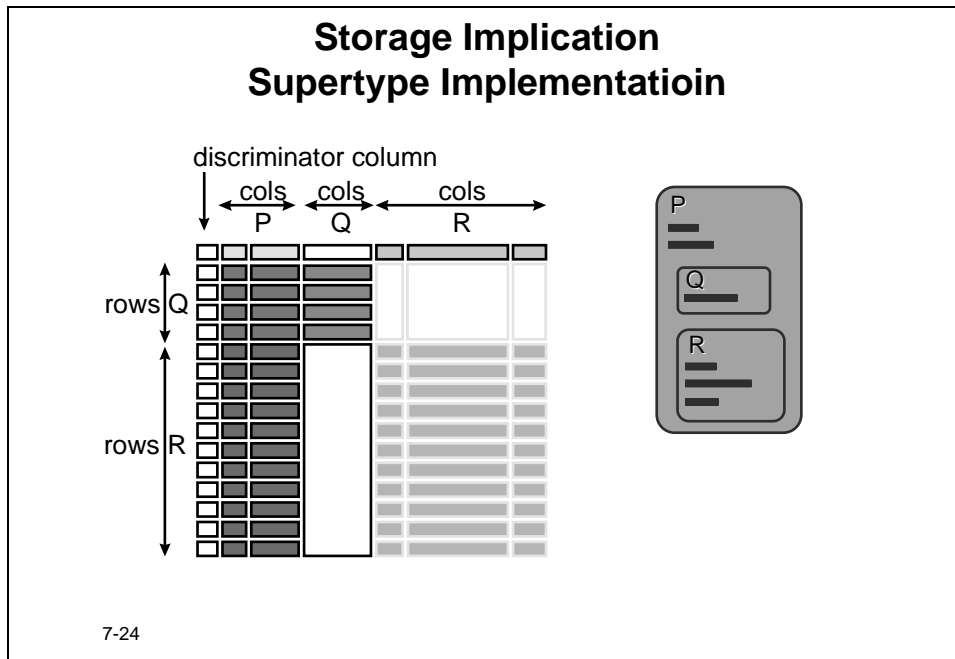 Storage Implication
Supertype Implementatioin
discriminator column
cols cols cols
P Q R
rows Q
rows R
P
Q
R
7-24